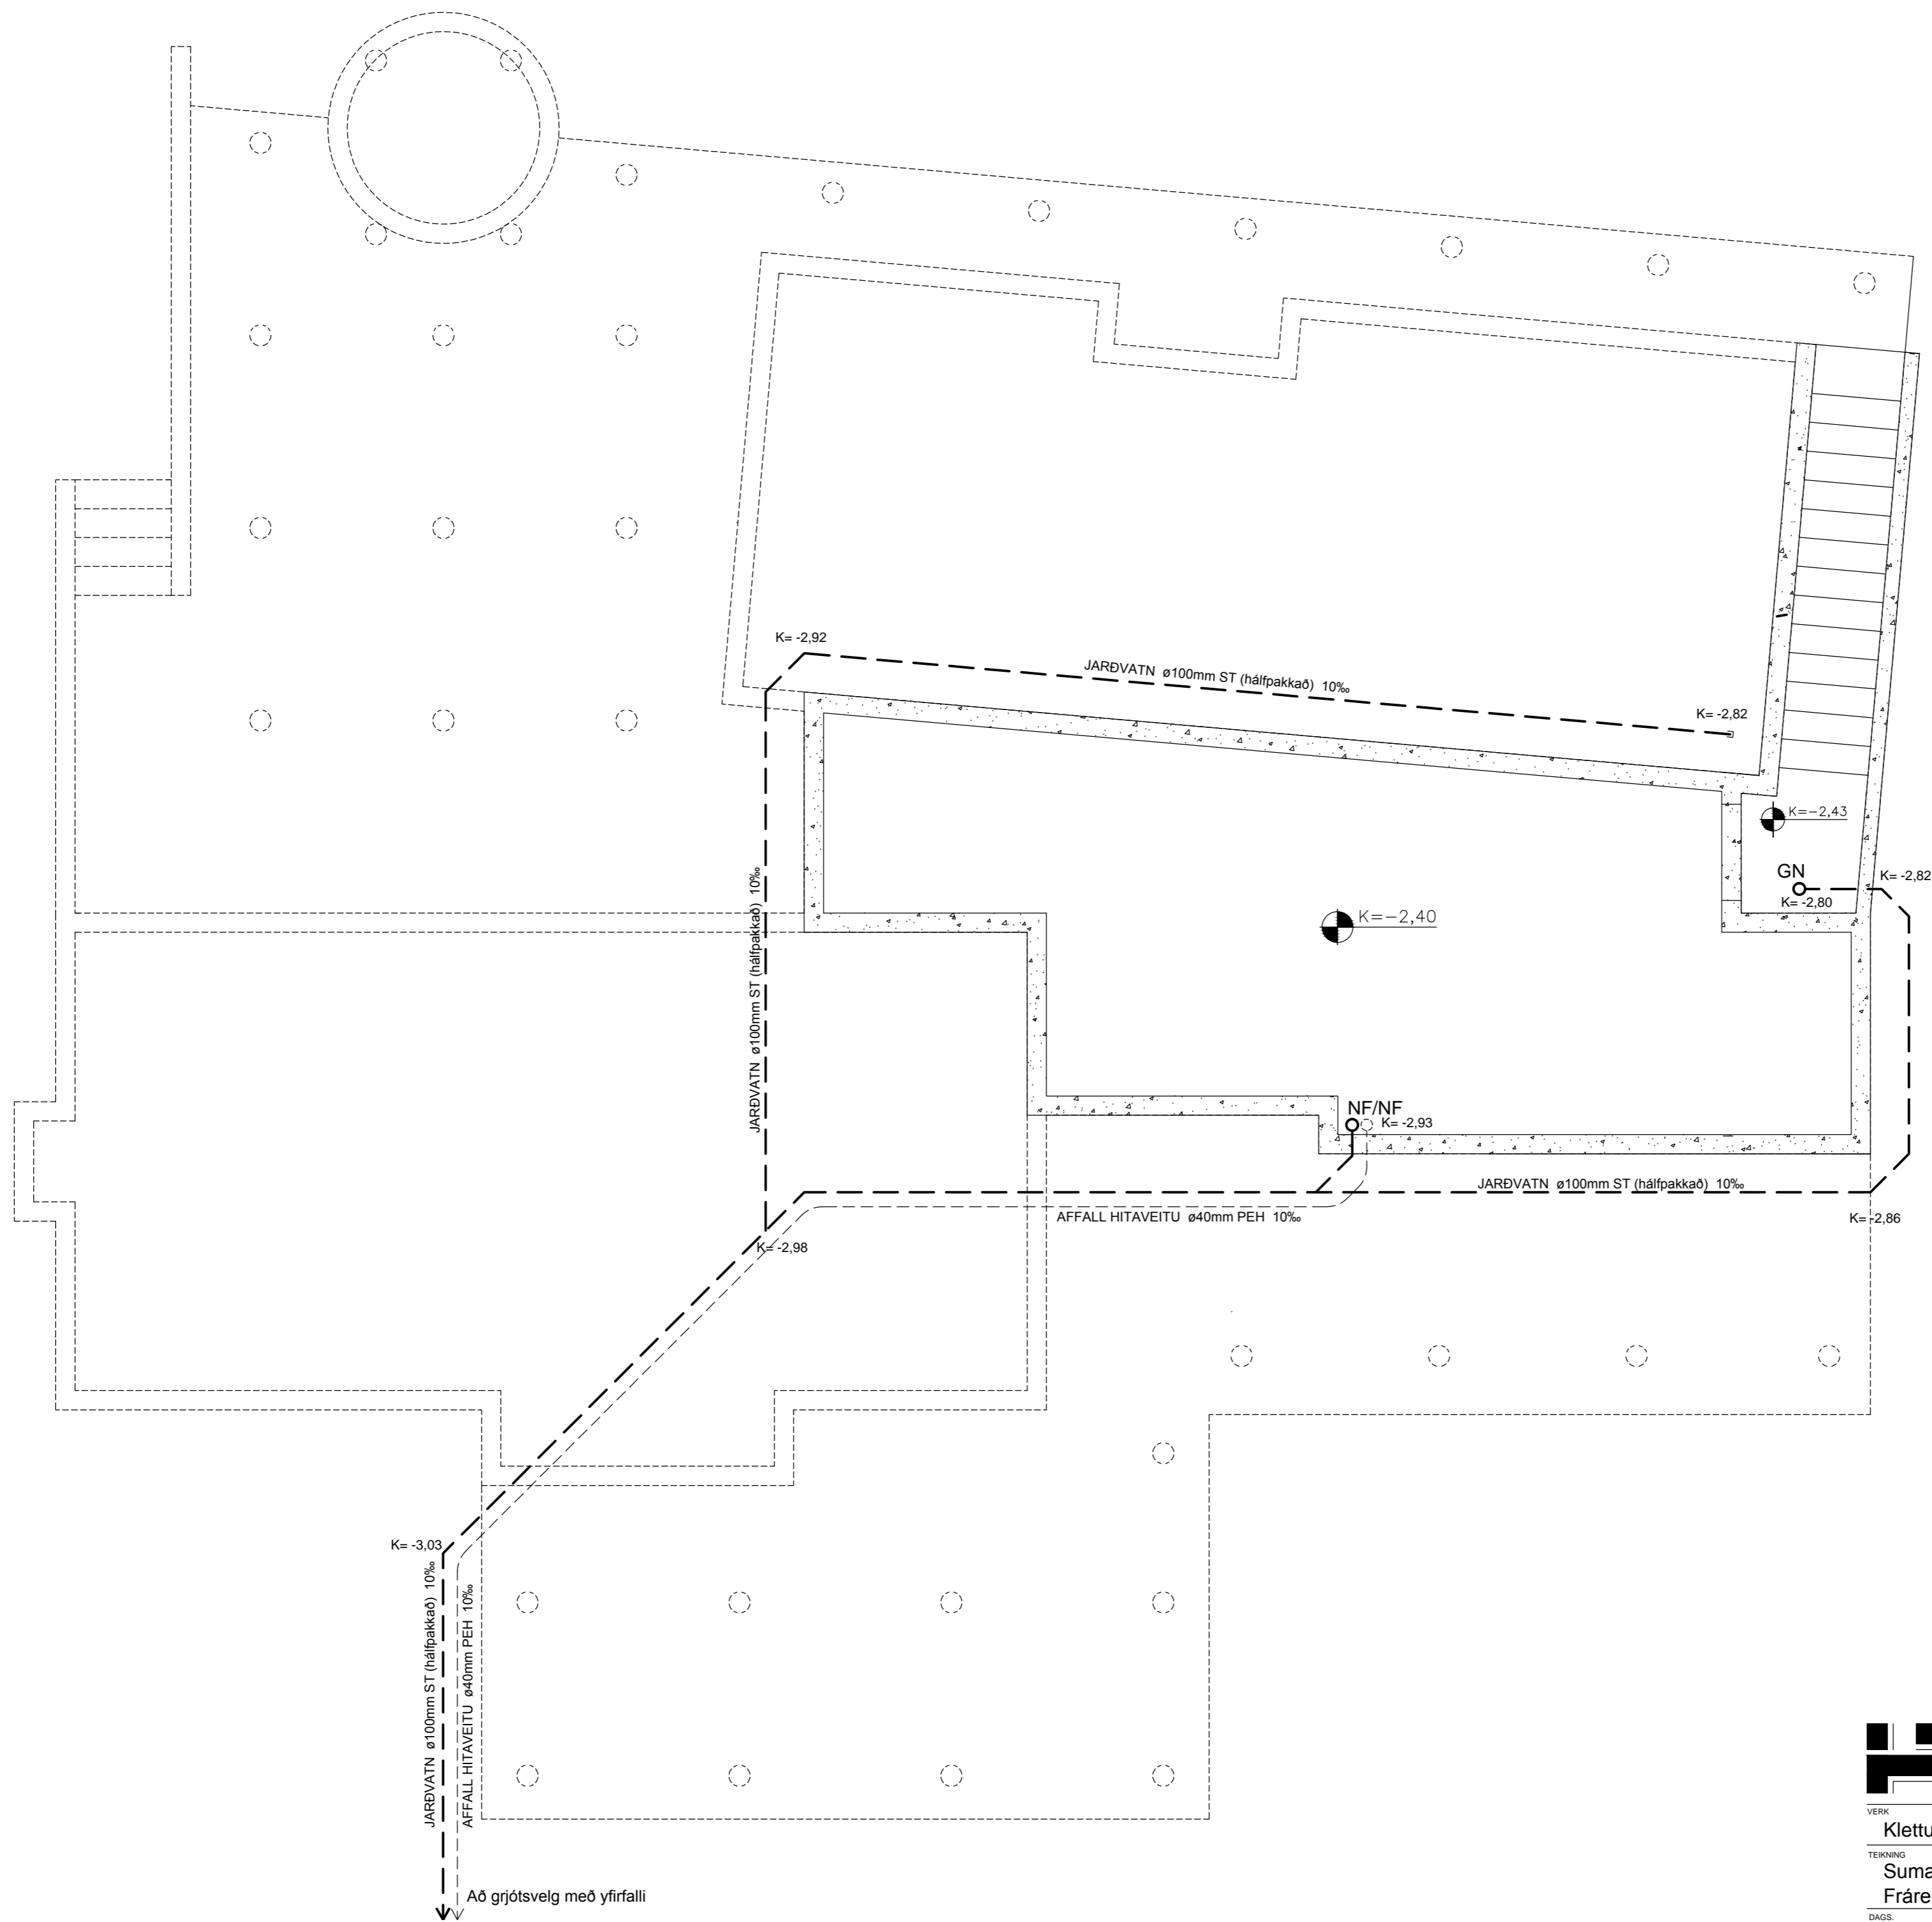 K= -2,92
JARÐVATN ø100mm ST (hálfpakkað) 10‰
K= -2,82
K=-2,43
GN
K= -2,82
K= -2,80
JARÐVATN ø100mm ST (hálfpakkað) 10‰
K=-2,40
NF/NF
K= -2,93
JARÐVATN ø100mm ST (hálfpakkað) 10‰
AFFALL HITAVEITU ø40mm PEH 10‰
K= -2,86
K= -2,98
K= -3,03
JARÐVATN ø100mm ST (hálfpakkað) 10‰
AFFALL HITAVEITU ø40mm PEH 10‰
Að grjótsvelg með yfirfalli
VERK
TEIKNING
DAGS.